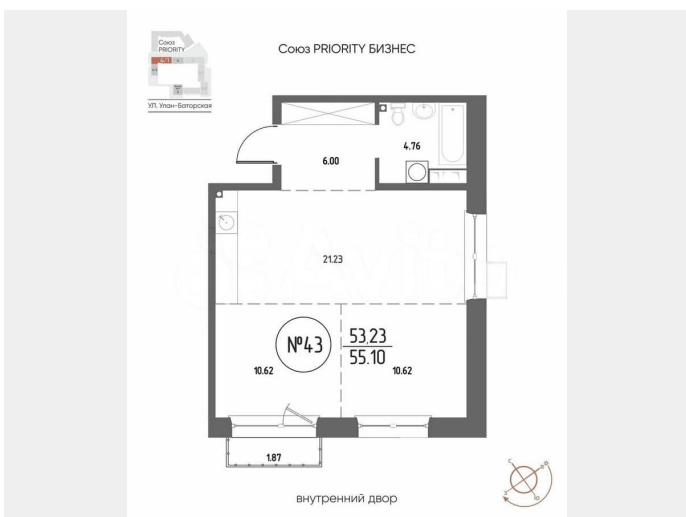 Союз
PRIORITY
УЛ. Улан-Баторская
Союз PRIORITY БИЗНЕС
4.76
6.00
21.23
№43
53,23
55.10
10.62
10.62
1.87
внутренний двор
С
З
Ю
Avito